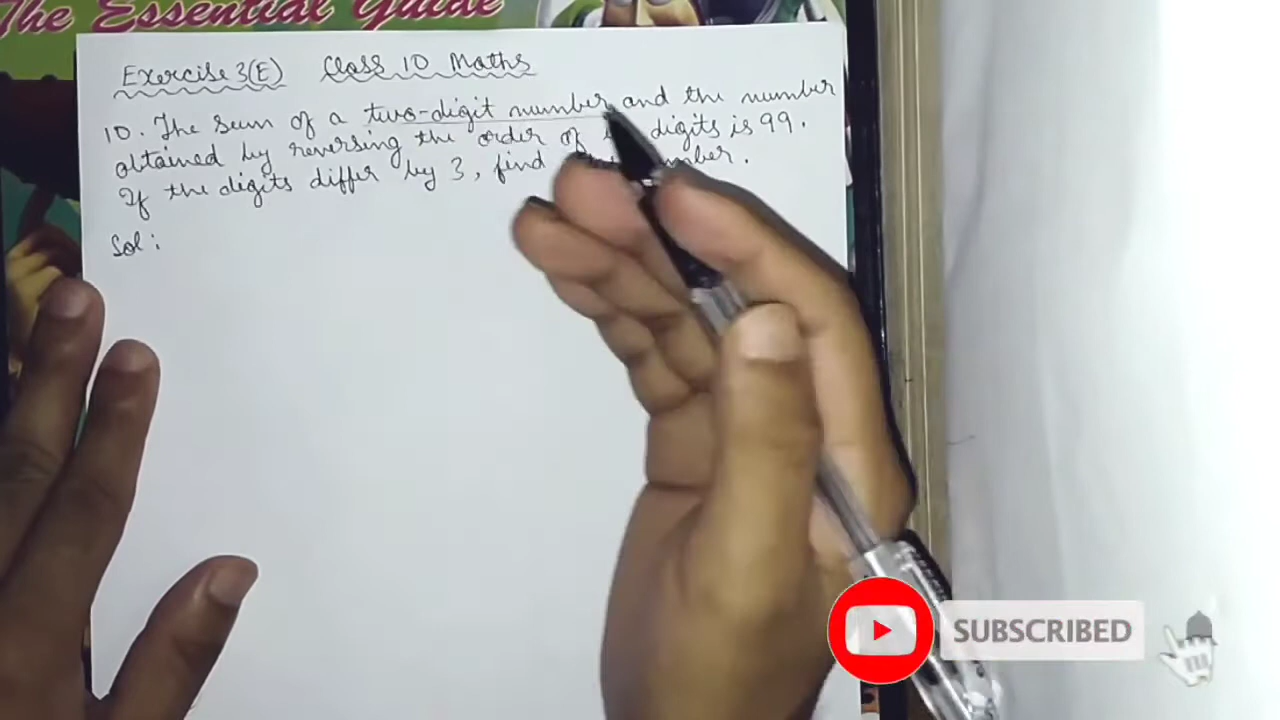 The Essential Guide
Exercise 3(E) Class 10 Maths
10. The sum of a two-digit number and the number
obtained by reversing the order of digits is 99.
If the digits differ by 3, find number.
Sol:
SUBSCRIBED